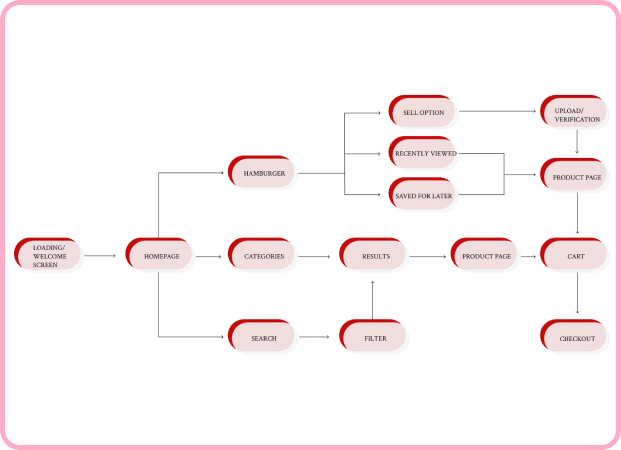 SELL OPTION
UPLOAD/
VERIFICATION
RECENTLY VIEWED
HAMBURGER
PRODUCT PAGE
SAVED FOR LATER
LOADING/
WELCOME
SCREEN
HOMEPAGE
CATEGORIES
RESULTS
PRODUCT PAGE
CART
SEARCH
FILTER
CHECKOUT